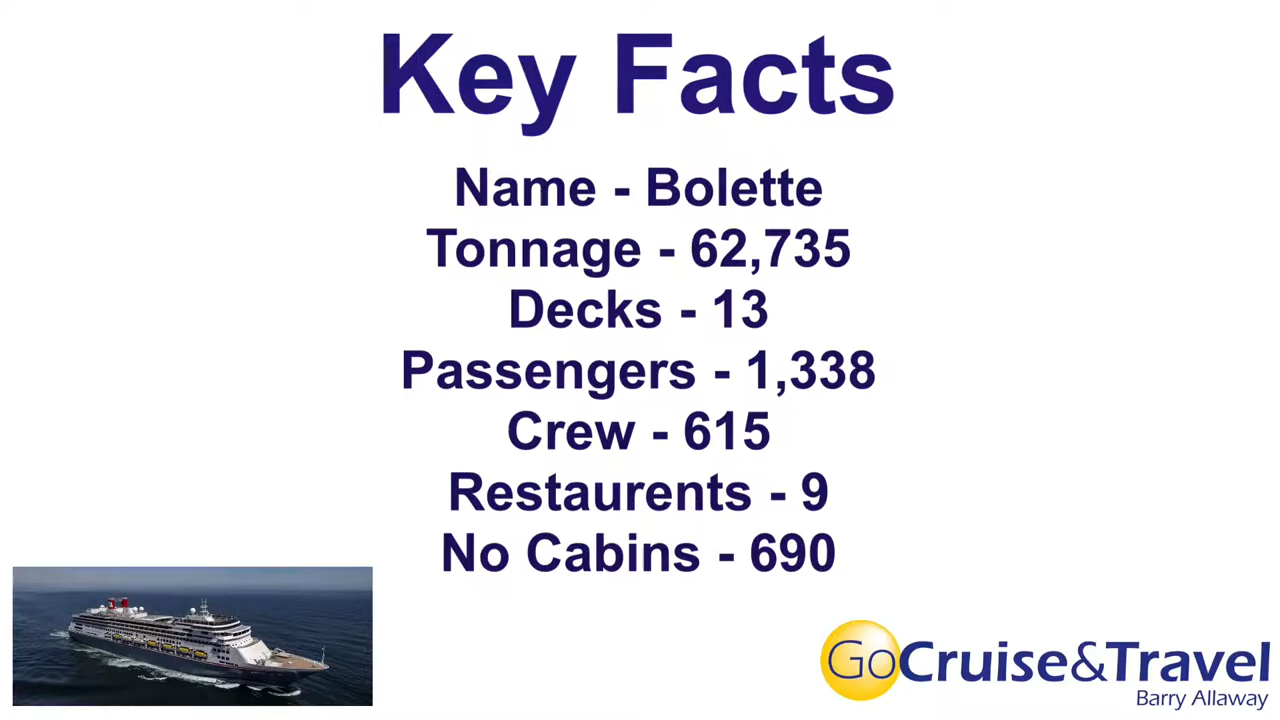 Key Facts
Name - Bolette
Tonnage - 62,735
Decks - 13
Passengers - 1,338
Crew - 615
Restaurents - 9
No Cabins - 690
GoCruise&Travel
Barry Allaway